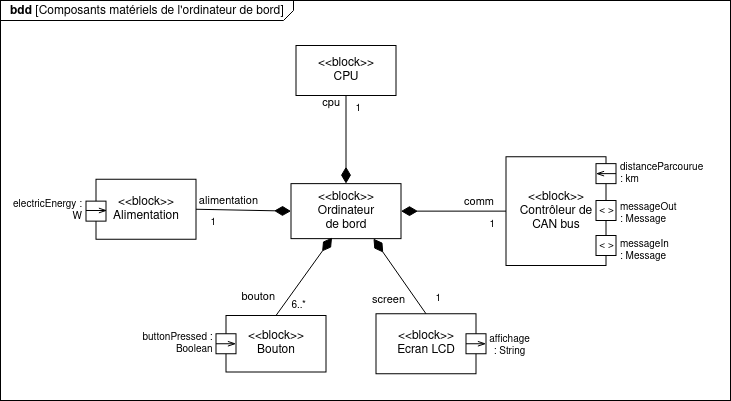 bdd [Composants matériels de l'ordinateur de bord]
<<block>>
CPU
cpu
1
distanceParcourue
: km
<<block>>
Contrôleur de
CAN bus
comm
1
< >
messageOut
: Message
< >
messageIn
: Message
electricEnergy :
W
<<block>>
Alimentation
alimentation
1
<<block>>
Ordinateur
de bord
bouton
6..*
screen
1
buttonPressed :
Boolean
<<block>>
Bouton
<<block>>
Ecran LCD
affichage
: String